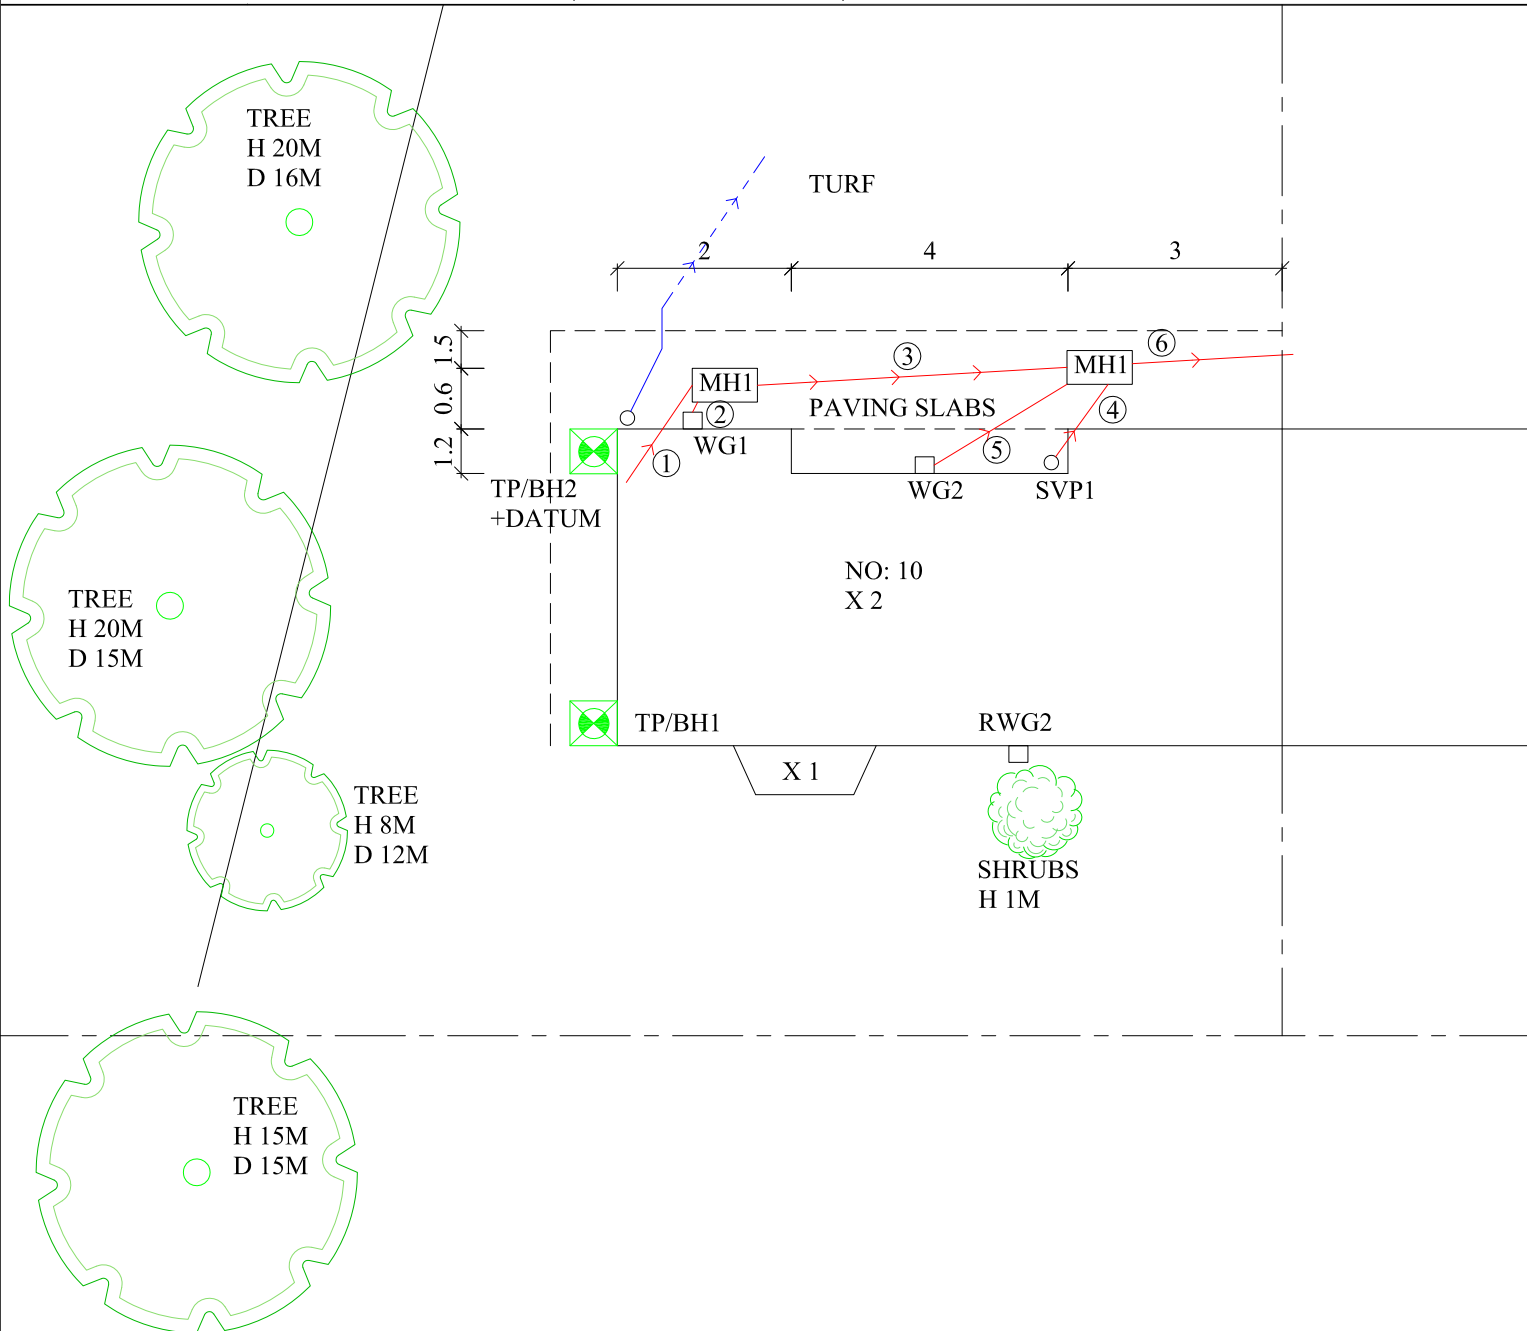 TREE
H 20M
D 16M
TURF
2
4
3
1.5
0.6
1.2
6
3
MH1
MH1
2
PAVING SLABS
4
WG1
5
1
TP/BH2
+DATUM
WG2
SVP1
NO: 10
X 2
TREE
H 20M
D 15M
TP/BH1
RWG2
X 1
TREE
H 8M
D 12M
SHRUBS
H 1M
TREE
H 15M
D 15M